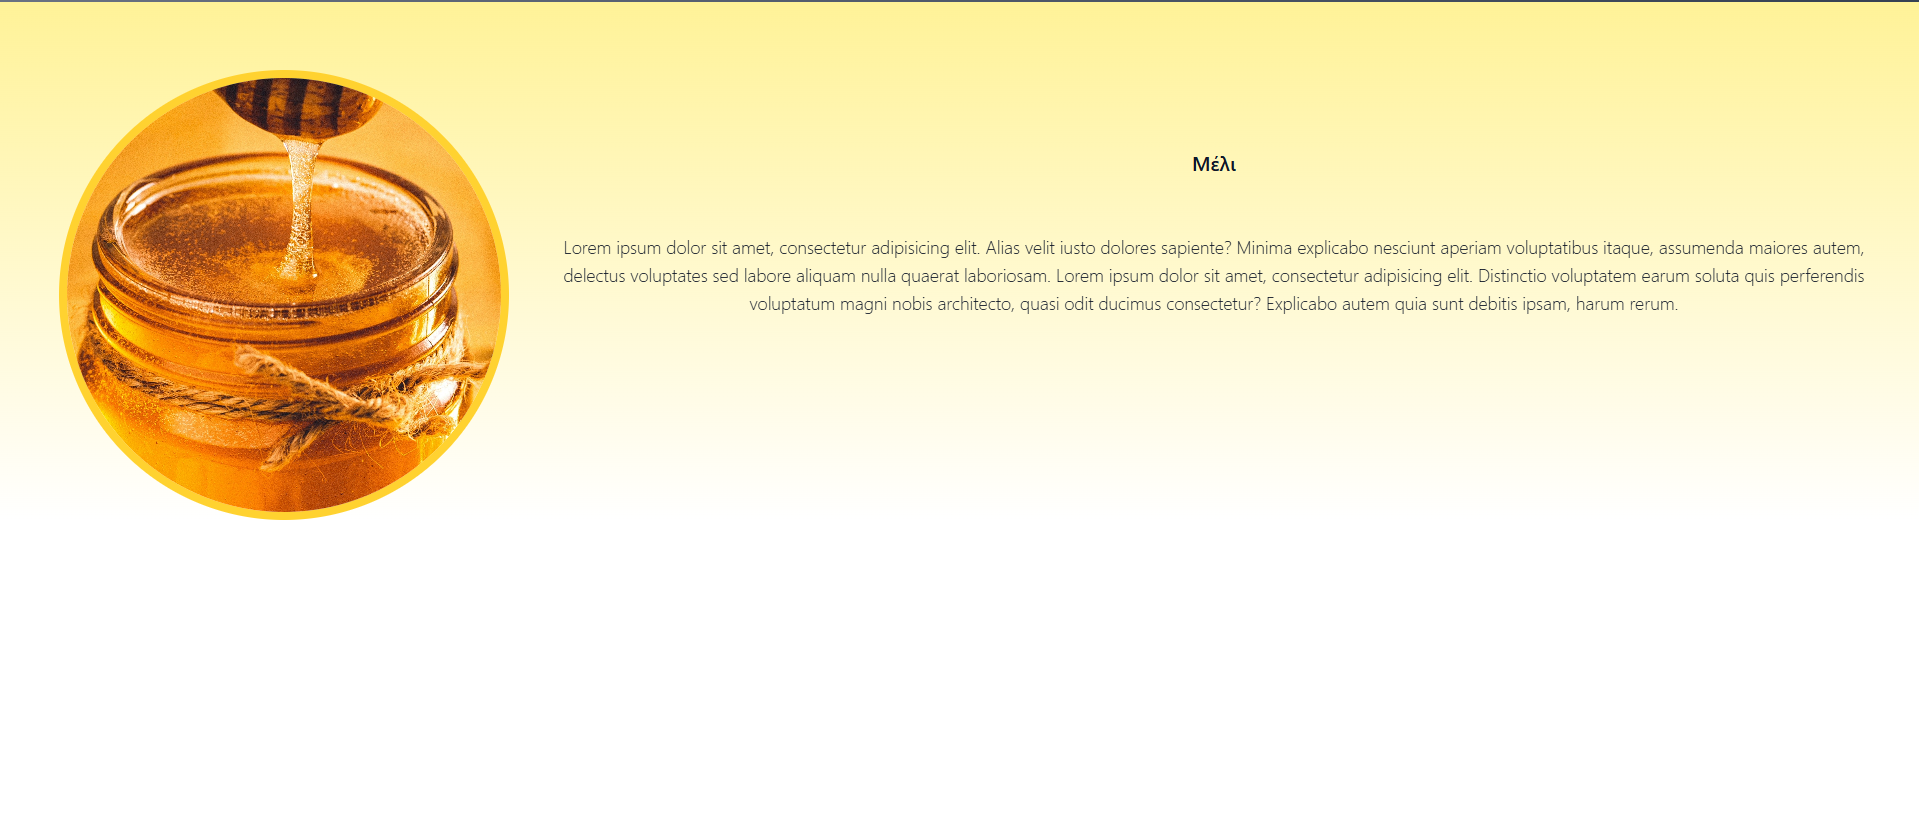 Μέλι
Lorem ipsum dolor sit amet, consectetur adipisicing elit. Alias velit iusto dolores sapiente? Minima explicabo nesciunt aperiam voluptatibus itaque, assumenda maiores autem,
delectus voluptates sed labore aliquam nulla quaerat laboriosam. Lorem ipsum dolor sit amet, consectetur adipisicing elit. Distinctio voluptatem earum soluta quis perferendis
voluptatum magni nobis architecto, quasi odit ducimus consectetur? Explicabo autem quia sunt debitis ipsam, harum rerum.